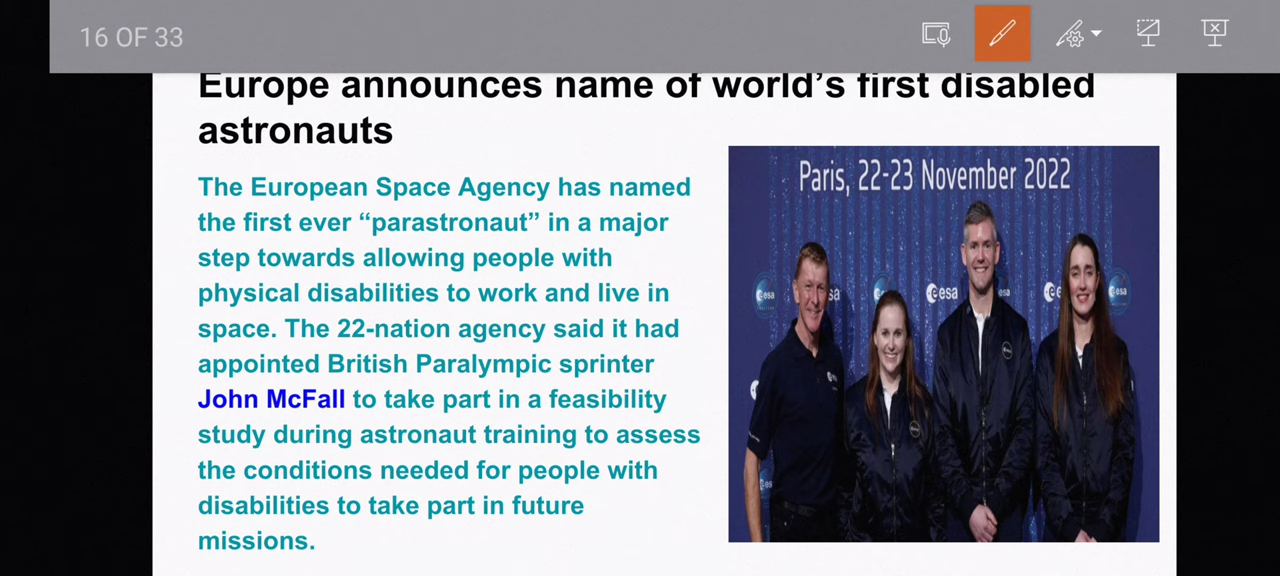 16 OF 33
Europe announces name of world's first disabled
astronauts
The European Space Agency has named
the first ever “parastronaut” in a major
step towards allowing people with
physical disabilities to work and live in
space. The 22-nation agency said it had
appointed British Paralympic sprinter
John McFall to take part in a feasibility
study during astronaut training to assess
the conditions needed for people with
disabilities to take part in future
missions.
Paris, 22-23 November 2022
esa
esa
esa
esa
esa
esa
esa